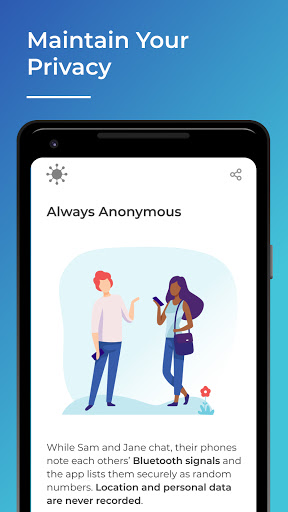 Maintain Your
Privacy
Always Anonymous
While Sam and Jane chat, their phones
note each others’ Bluetooth signals and
the app lists them securely as random
numbers. Location and personal data
are never recorded.